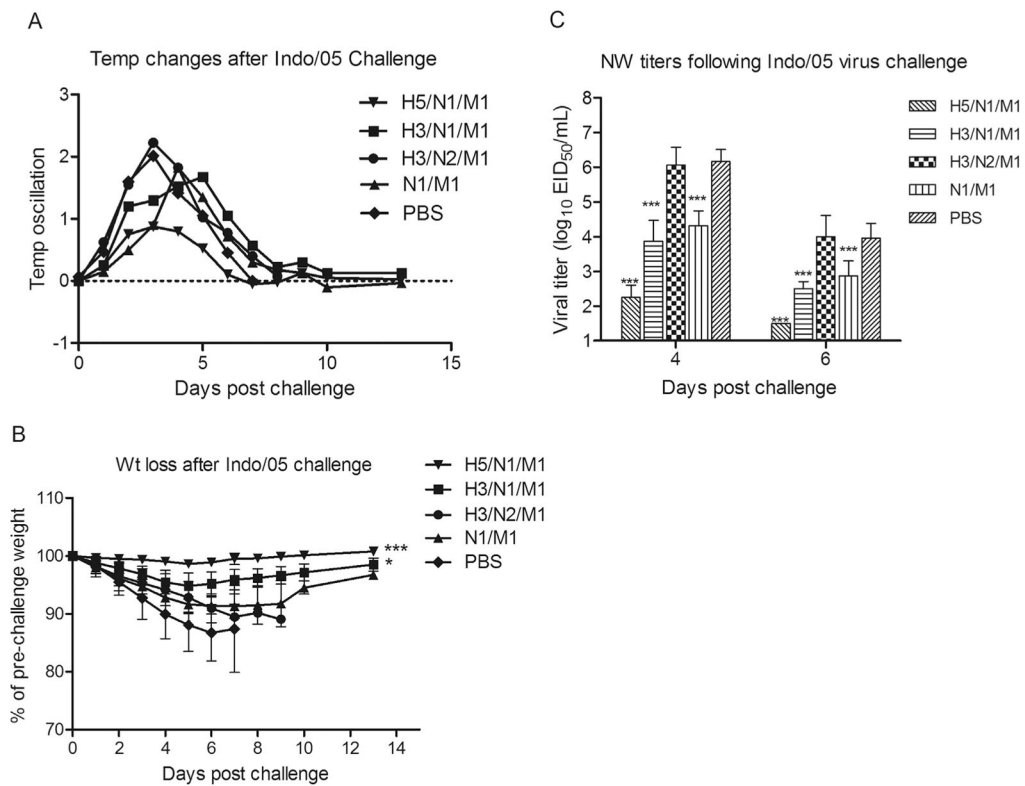 A
Temp changes after Indo/05 Challenge
3
2
1
0
-1
Temp oscillation
0
5
10
15
Days post challenge
H5/N1/M1
H3/N1/M1
H3/N2/M1
N1/M1
PBS
C
NW titers following Indo/05 virus challenge
8
7
6
5
4
3
2
1
Viral titer (log10 EID50/mL)
***
***
***
***
***
***
4
6
Days post challenge
H5/N1/M1
H3/N1/M1
H3/N2/M1
N1/M1
PBS
B
Wt loss after Indo/05 challenge
110
100
90
80
70
% of pre-challenge weight
***
*
0
2
4
6
8
10
12
14
Days post challenge
H5/N1/M1
H3/N1/M1
H3/N2/M1
N1/M1
PBS